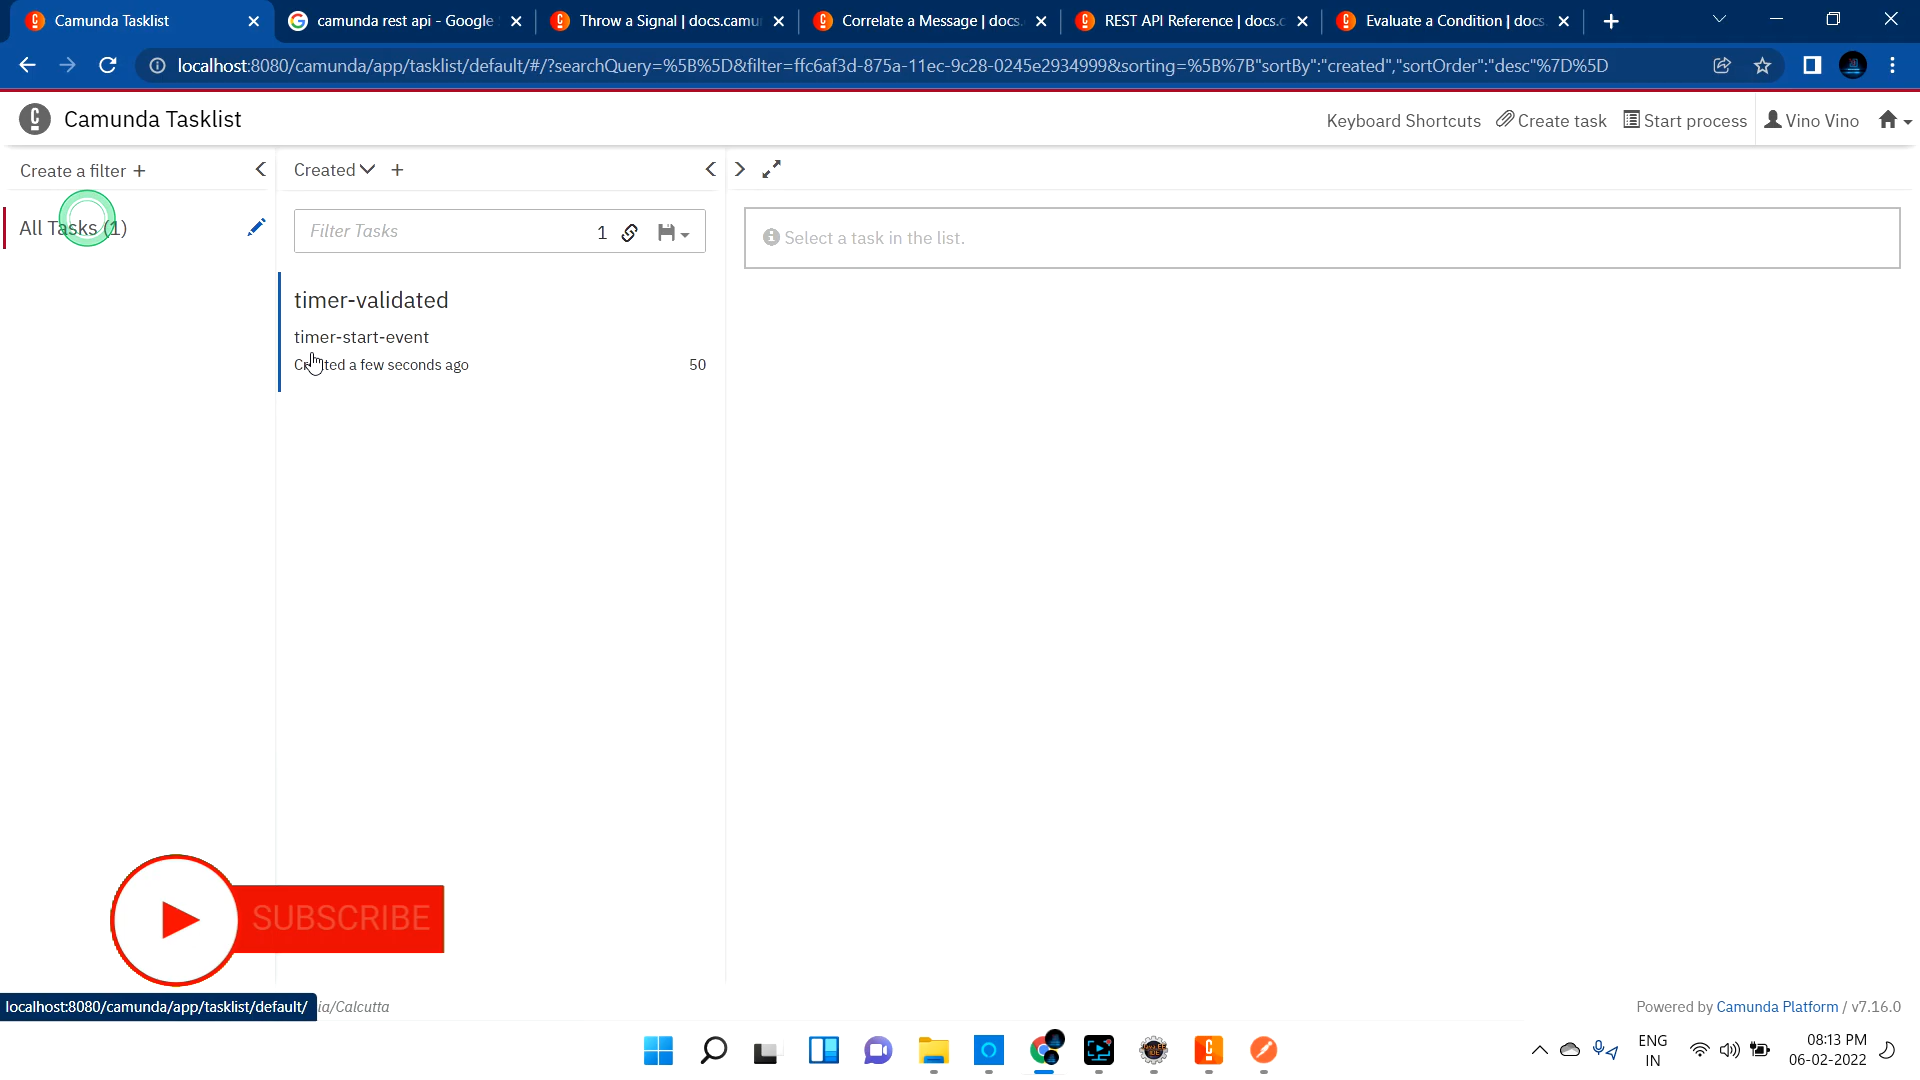 Camunda Tasklist
camunda rest api - Google
Throw a Signal | docs.camu
Correlate a Message | docs.
REST API Reference | docs.c
Evaluate a Condition | docs.
localhost:8080/camunda/app/tasklist/default/#/?searchQuery=%5B%5D&filter=ffc6af3d-875a-11ec-9c28-0245e2934999&sorting=%5B%7B"sortBy":"created","sortOrder":"desc"%7D%5D
Camunda Tasklist
Keyboard Shortcuts
Create task
Start process
Vino Vino
Create a filter +
Created
+
All Tasks (1)
Filter Tasks
1
Select a task in the list.
timer-validated
timer-start-event
Created a few seconds ago
50
SUBSCRIBE
localhost:8080/camunda/app/tasklist/default/
ia/Calcutta
Powered by Camunda Platform / v7.16.0
ENG
IN
08:13 PM
06-02-2022